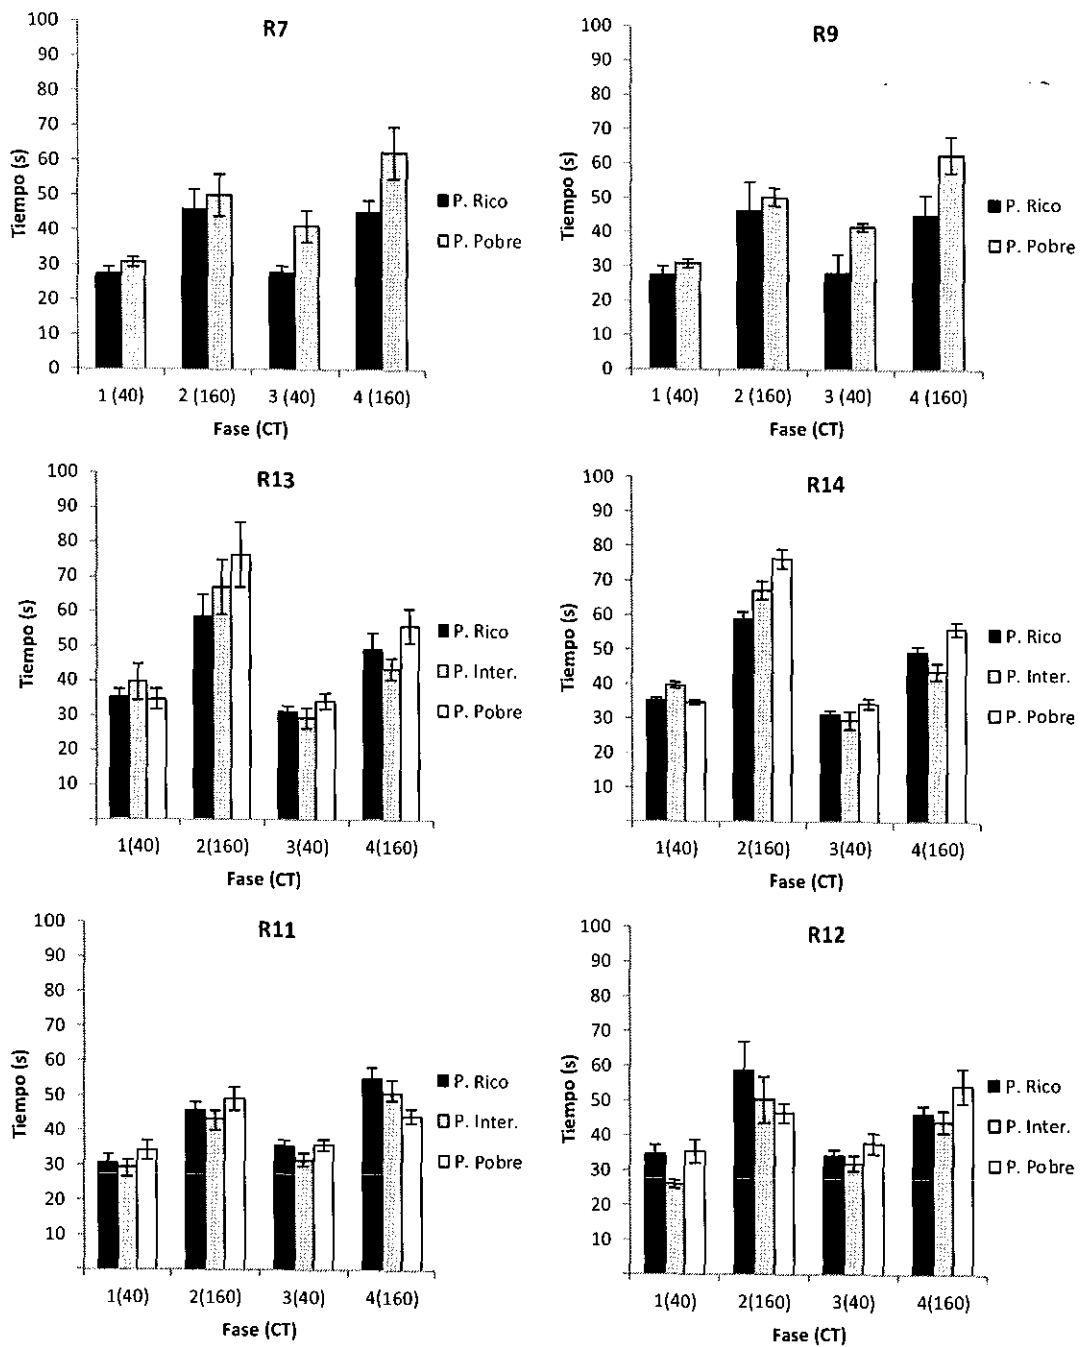 R7
Tiempo (s)
100
90
80
70
60
50
40
30
20
10
0
1 (40) 2 (160) 3 (40) 4 (160)
Fase (CT)
P. Rico
P. Pobre
R9
Tiempo (s)
100
90
80
70
60
50
40
30
20
10
0
1 (40) 2 (160) 3 (40) 4 (160)
Fase (CT)
P. Rico
P. Pobre
R13
Tiempo (s)
100
90
80
70
60
50
40
30
20
10
1(40) 2(160) 3(40) 4(160)
Fase (CT)
P. Rico
P. Inter.
P. Pobre
R14
Tiempo (s)
100
90
80
70
60
50
40
30
20
10
1(40) 2(160) 3(40) 4(160)
Fase (CT)
P. Rico
P. Inter.
P. Pobre
R11
Tiempo (s)
100
90
80
70
60
50
40
30
20
10
1(40) 2(160) 3(40) 4(160)
Fase (CT)
P. Rico
P. Inter.
P. Pobre
R12
Tiempo (s)
100
90
80
70
60
50
40
30
20
10
1(40) 2(160) 3(40) 4(160)
Fase (CT)
P. Rico
P. Inter.
P. Pobre